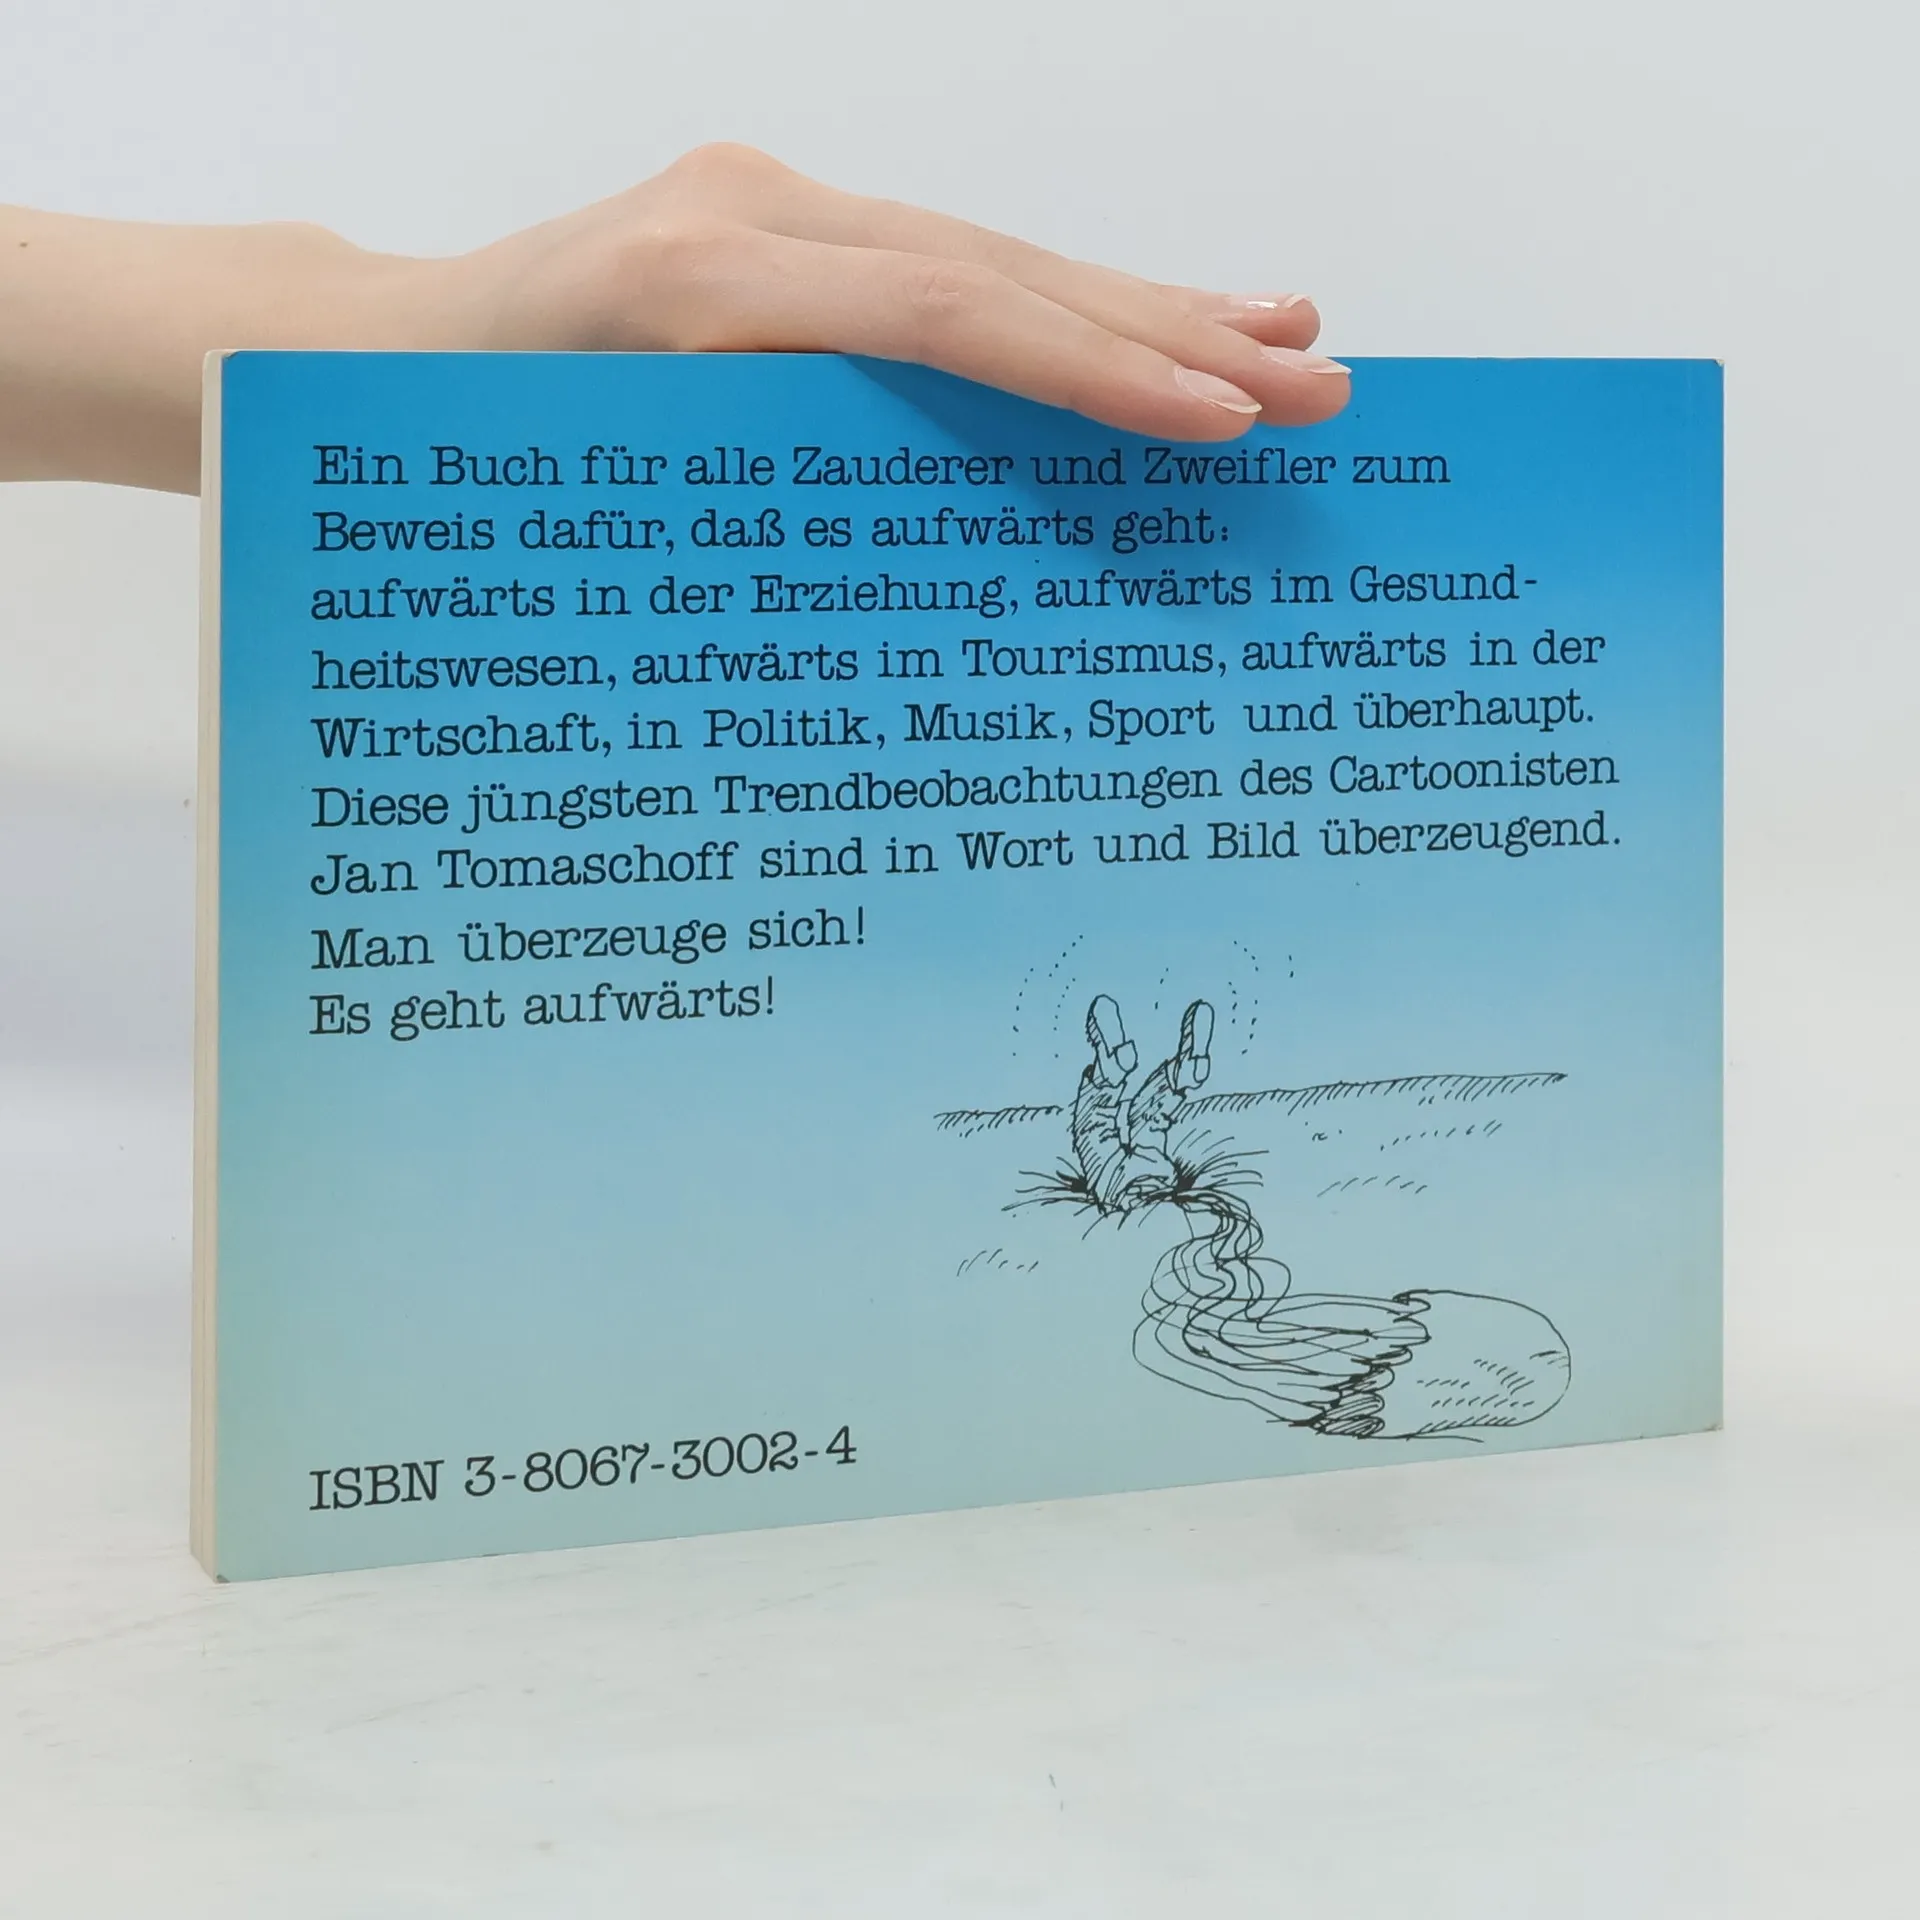 Ein Buch für alle Zauderer und Zweifler zum
Beweis dafür, daß es aufwärts geht:
aufwärts in der Erziehung, aufwärts im Gesund-
heitswesen, aufwärts im Tourismus, aufwärts in der
Wirtschaft, in Politik, Musik, Sport und überhaupt.
Diese jüngsten Trendbeobachtungen des Cartoonisten
Jan Tomaschoff sind in Wort und Bild überzeugend.
Man überzeuge sich!
Es geht aufwärts!
ISBN 3-8067-3002-4